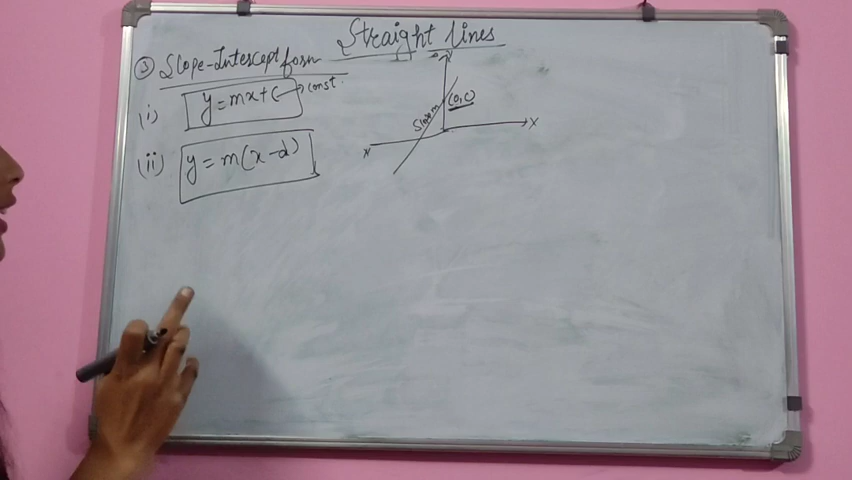 Straight lines
③ Slope-Intercept form
(i) y = mx + c → const.
(ii) y = m(x-d)
Y
(0,c)
Slope m
X
X'